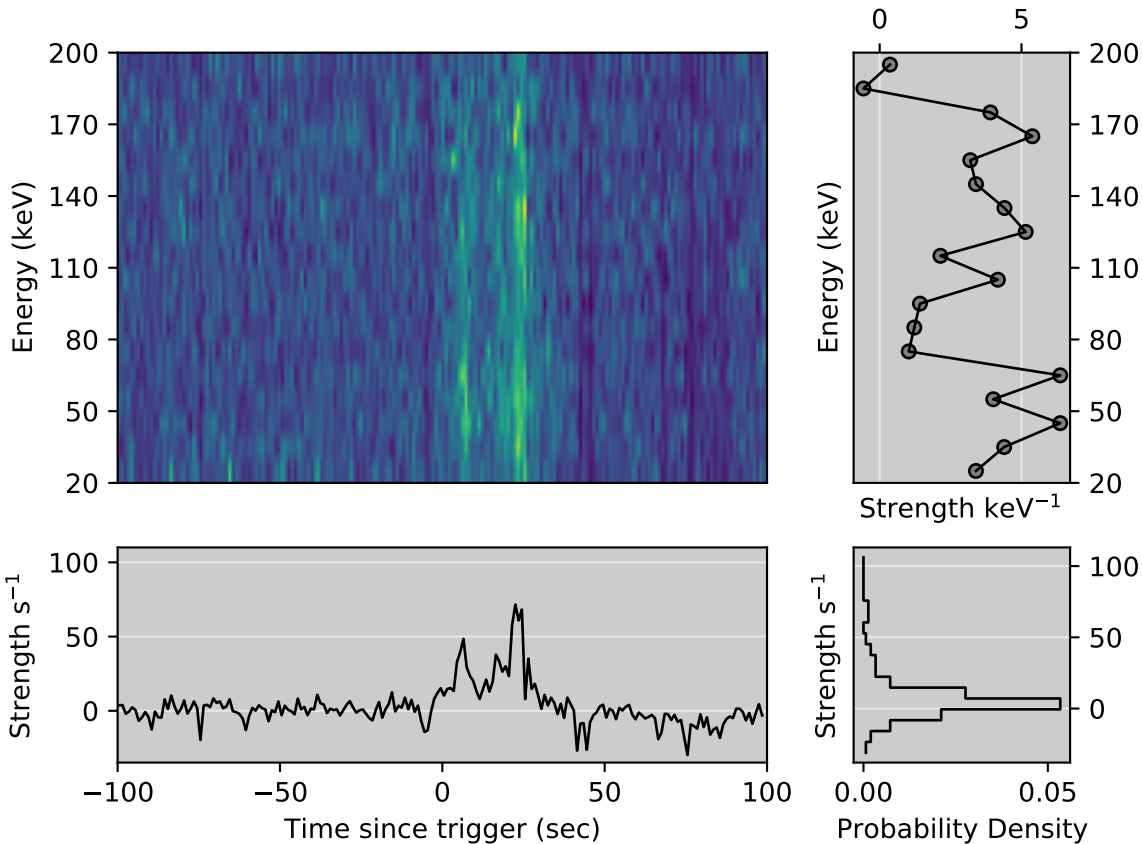 0 5
200
170
140
110
80
50
20
Energy (keV)
200
170
140
110
80
50
20
Energy (keV)
Strength keV⁻¹
100
50
0
Strength s⁻¹
−100 −50 0 50 100
Time since trigger (sec)
100
50
0
Strength s⁻¹
0.00 0.05
Probability Density